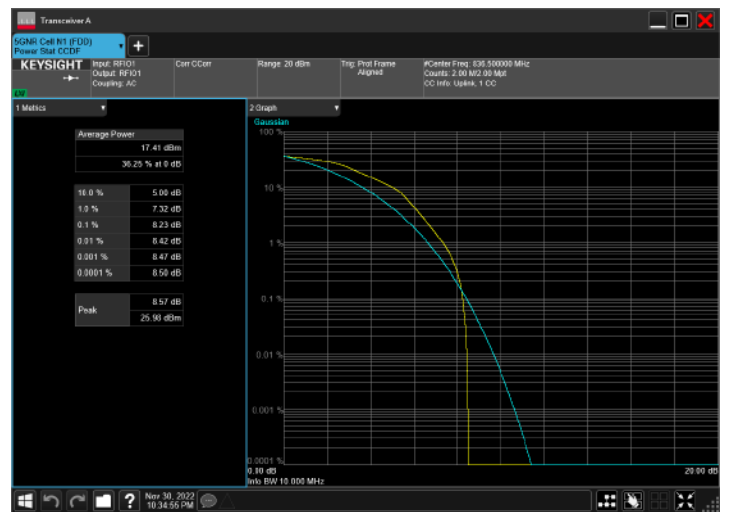 Transceiver A
5GNR Cell N1 (FDD)
Power Stat CCDF
KEYSIGHT
Input: RFIO1
Output: RFIO1
Coupling: AC
Corr CCorr
Range: 20 dBm
Trig: Prot Frame
Aligned
#Center Freq: 836.500000 MHz
Counts: 2.00 M/2.00 Mpt
CC Info: Uplink, 1 CC
1 Metrics
Average Power
17.41 dBm
36.25 % at 0 dB
10.0 % 5.00 dB
1.0 % 7.32 dB
0.1 % 8.23 dB
0.01 % 8.42 dB
0.001 % 8.47 dB
0.0001 % 8.50 dB
Peak
8.57 dB
25.98 dBm
2 Graph
Gaussian
100 %
10 %
1 %
0.1 %
0.01 %
0.001 %
0.0001 %
0.00 dB
20.00 dB
Info BW 10.000 MHz
?
Nov 30, 2022
10:34:55 PM